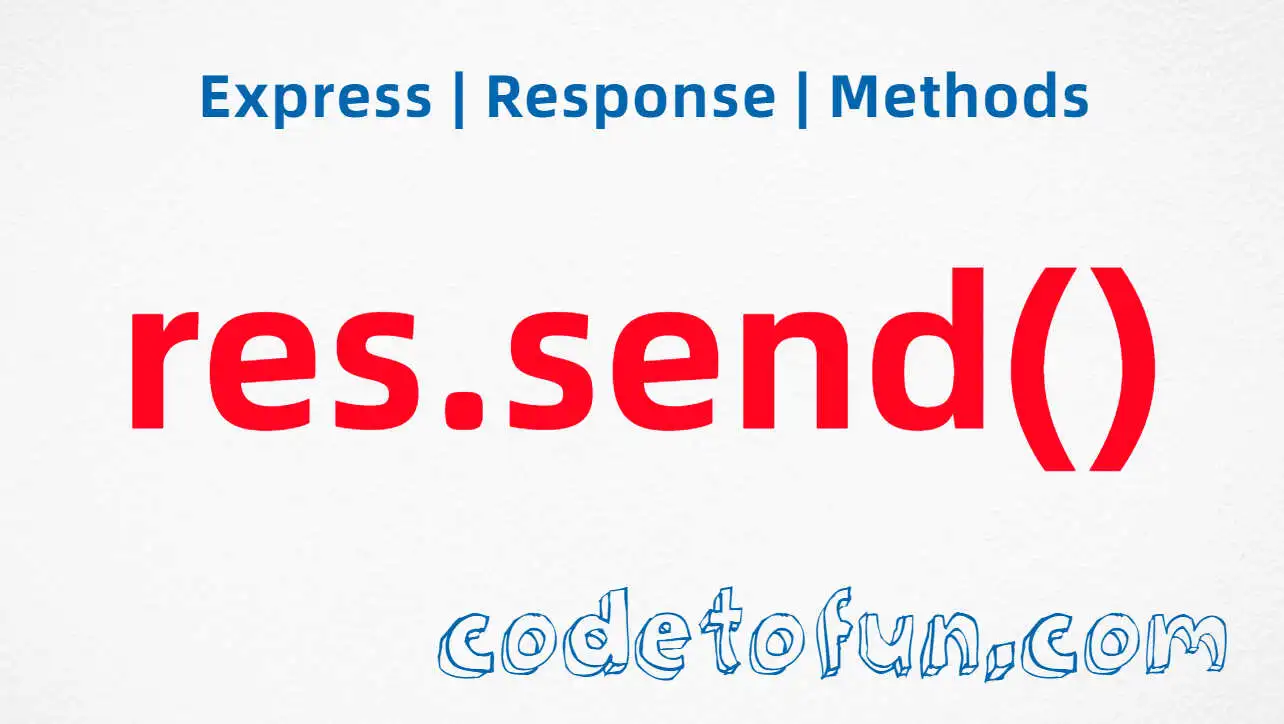 Express | Response | Methods
res.send()
codetofun.com